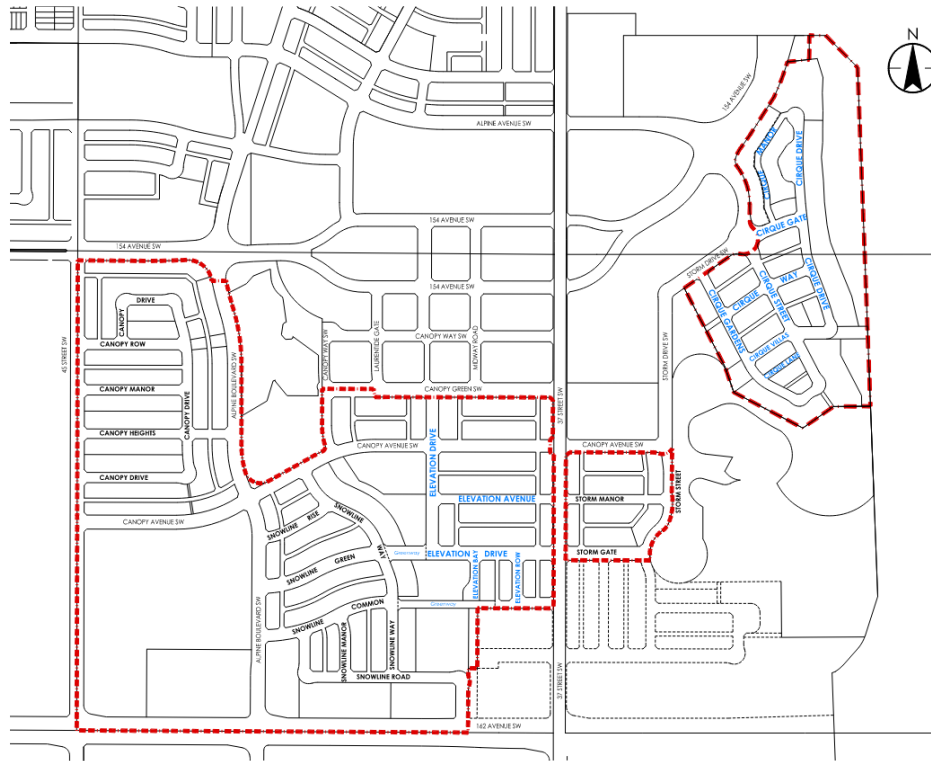 N
154 AVENUE SW
ALPINE AVENUE SW
MANOR
CIRQUE
CIRQUE DRIVE
154 AVENUE SW
CIRQUE GATE
154 AVENUE SW
STORM DRIVE SW
154 AVENUE SW
CIRQUE WAY
CIRQUE STREET
CIRQUE DRIVE
CIRQUE GARDENS
CIRQUE VILLAS
CIRQUE LANE
DRIVE
CANOPY
CANOPY ROW
45 STREET SW
ALPINE BOULEVARD SW
CANOPY WAY SW
LAURENTIDE GATE
CANOPY WAY SW
MIDWAY ROAD
STORM DRIVE SW
CANOPY MANOR
CANOPY DRIVE
CANOPY GREEN SW
37 STREET SW
CANOPY HEIGHTS
CANOPY AVENUE SW
CANOPY AVENUE SW
ELEVATION DRIVE
CANOPY DRIVE
STORM STREET
ELEVATION AVENUE
STORM MANOR
CANOPY AVENUE SW
SNOWLINE RISE
SNOWLINE WAY
Greenway
ELEVATION DRIVE
STORM GATE
SNOWLINE GREEN
ELEVATION BAY
ELEVATION ROW
Greenway
SNOWLINE COMMON
ALPINE BOULEVARD SW
SNOWLINE MANOR
SNOWLINE WAY
SNOWLINE ROAD
37 STREET SW
162 AVENUE SW